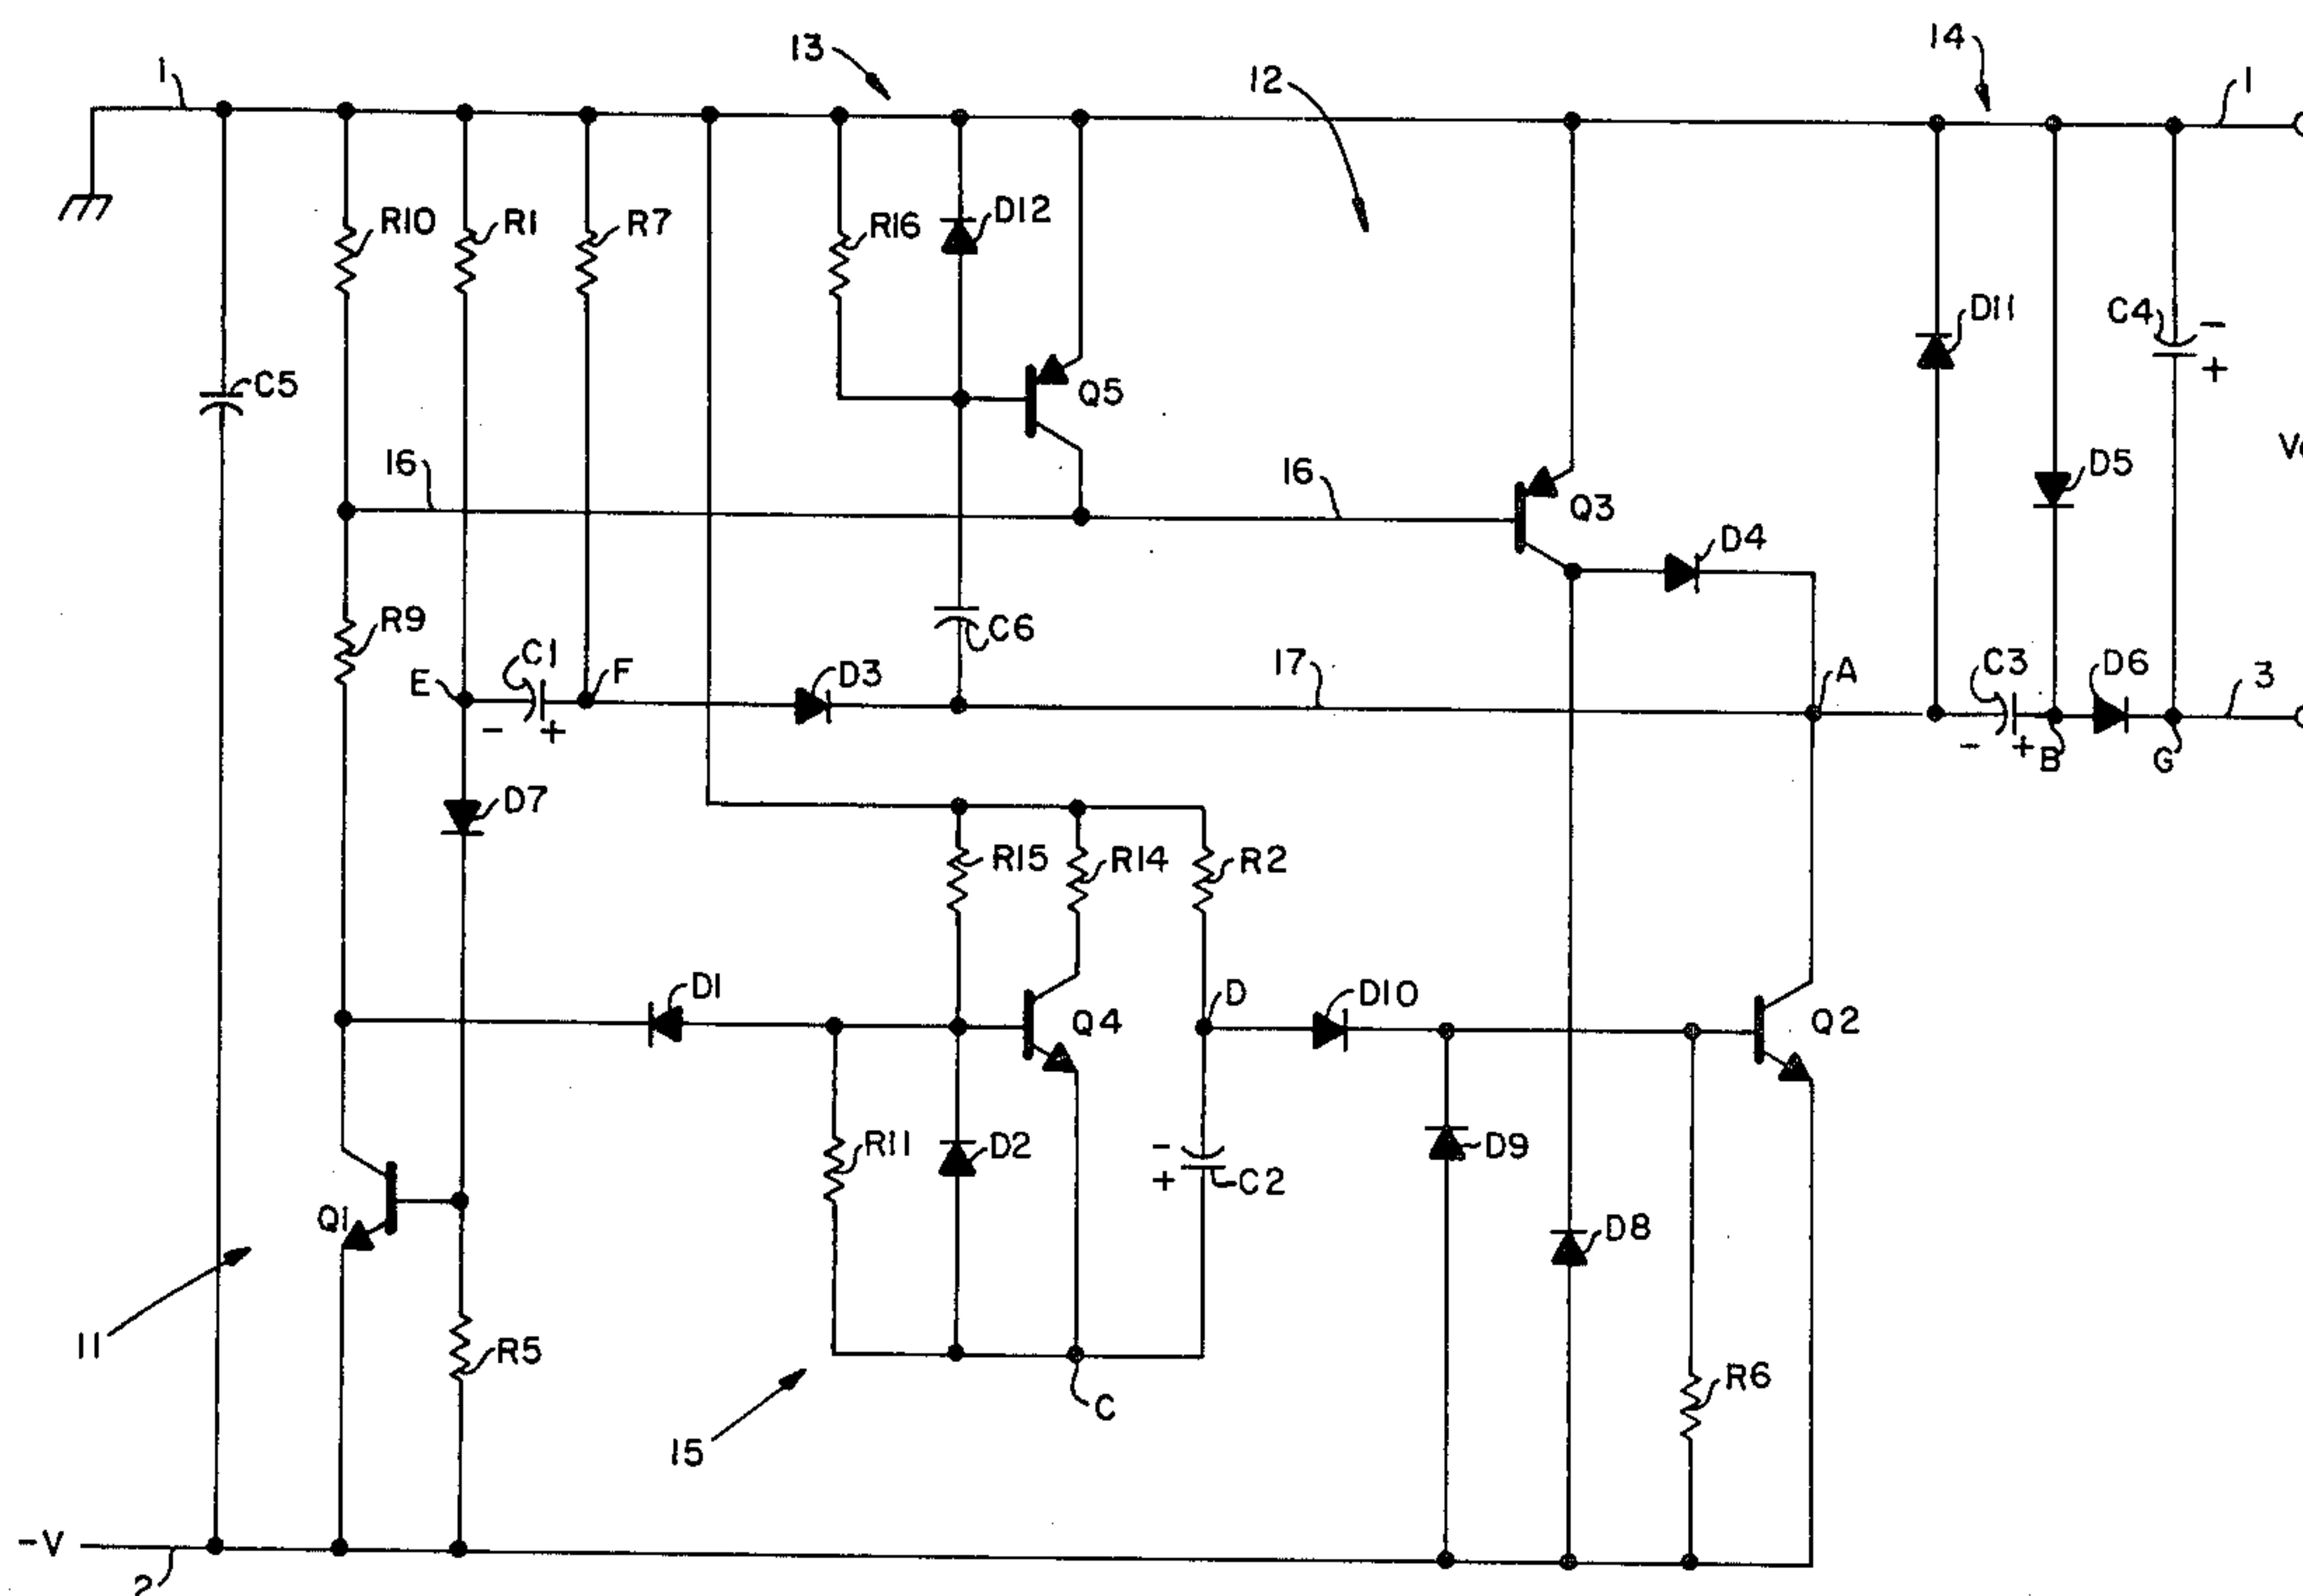 14
13
1
12
1
R10
R1
R7
R16
D12
D11
C4
-
+
C5
Q5
16
16
Q3
D5
D4
R9
C1
C6
E
F
D3
17
A
C3
D6
3
-
+
-
+
B
G
D7
R15
R14
R2
D1
D
D10
Q4
Q2
R11
D2
-
+
C2
D9
Q1
D8
11
R5
R6
C
15
-V
2